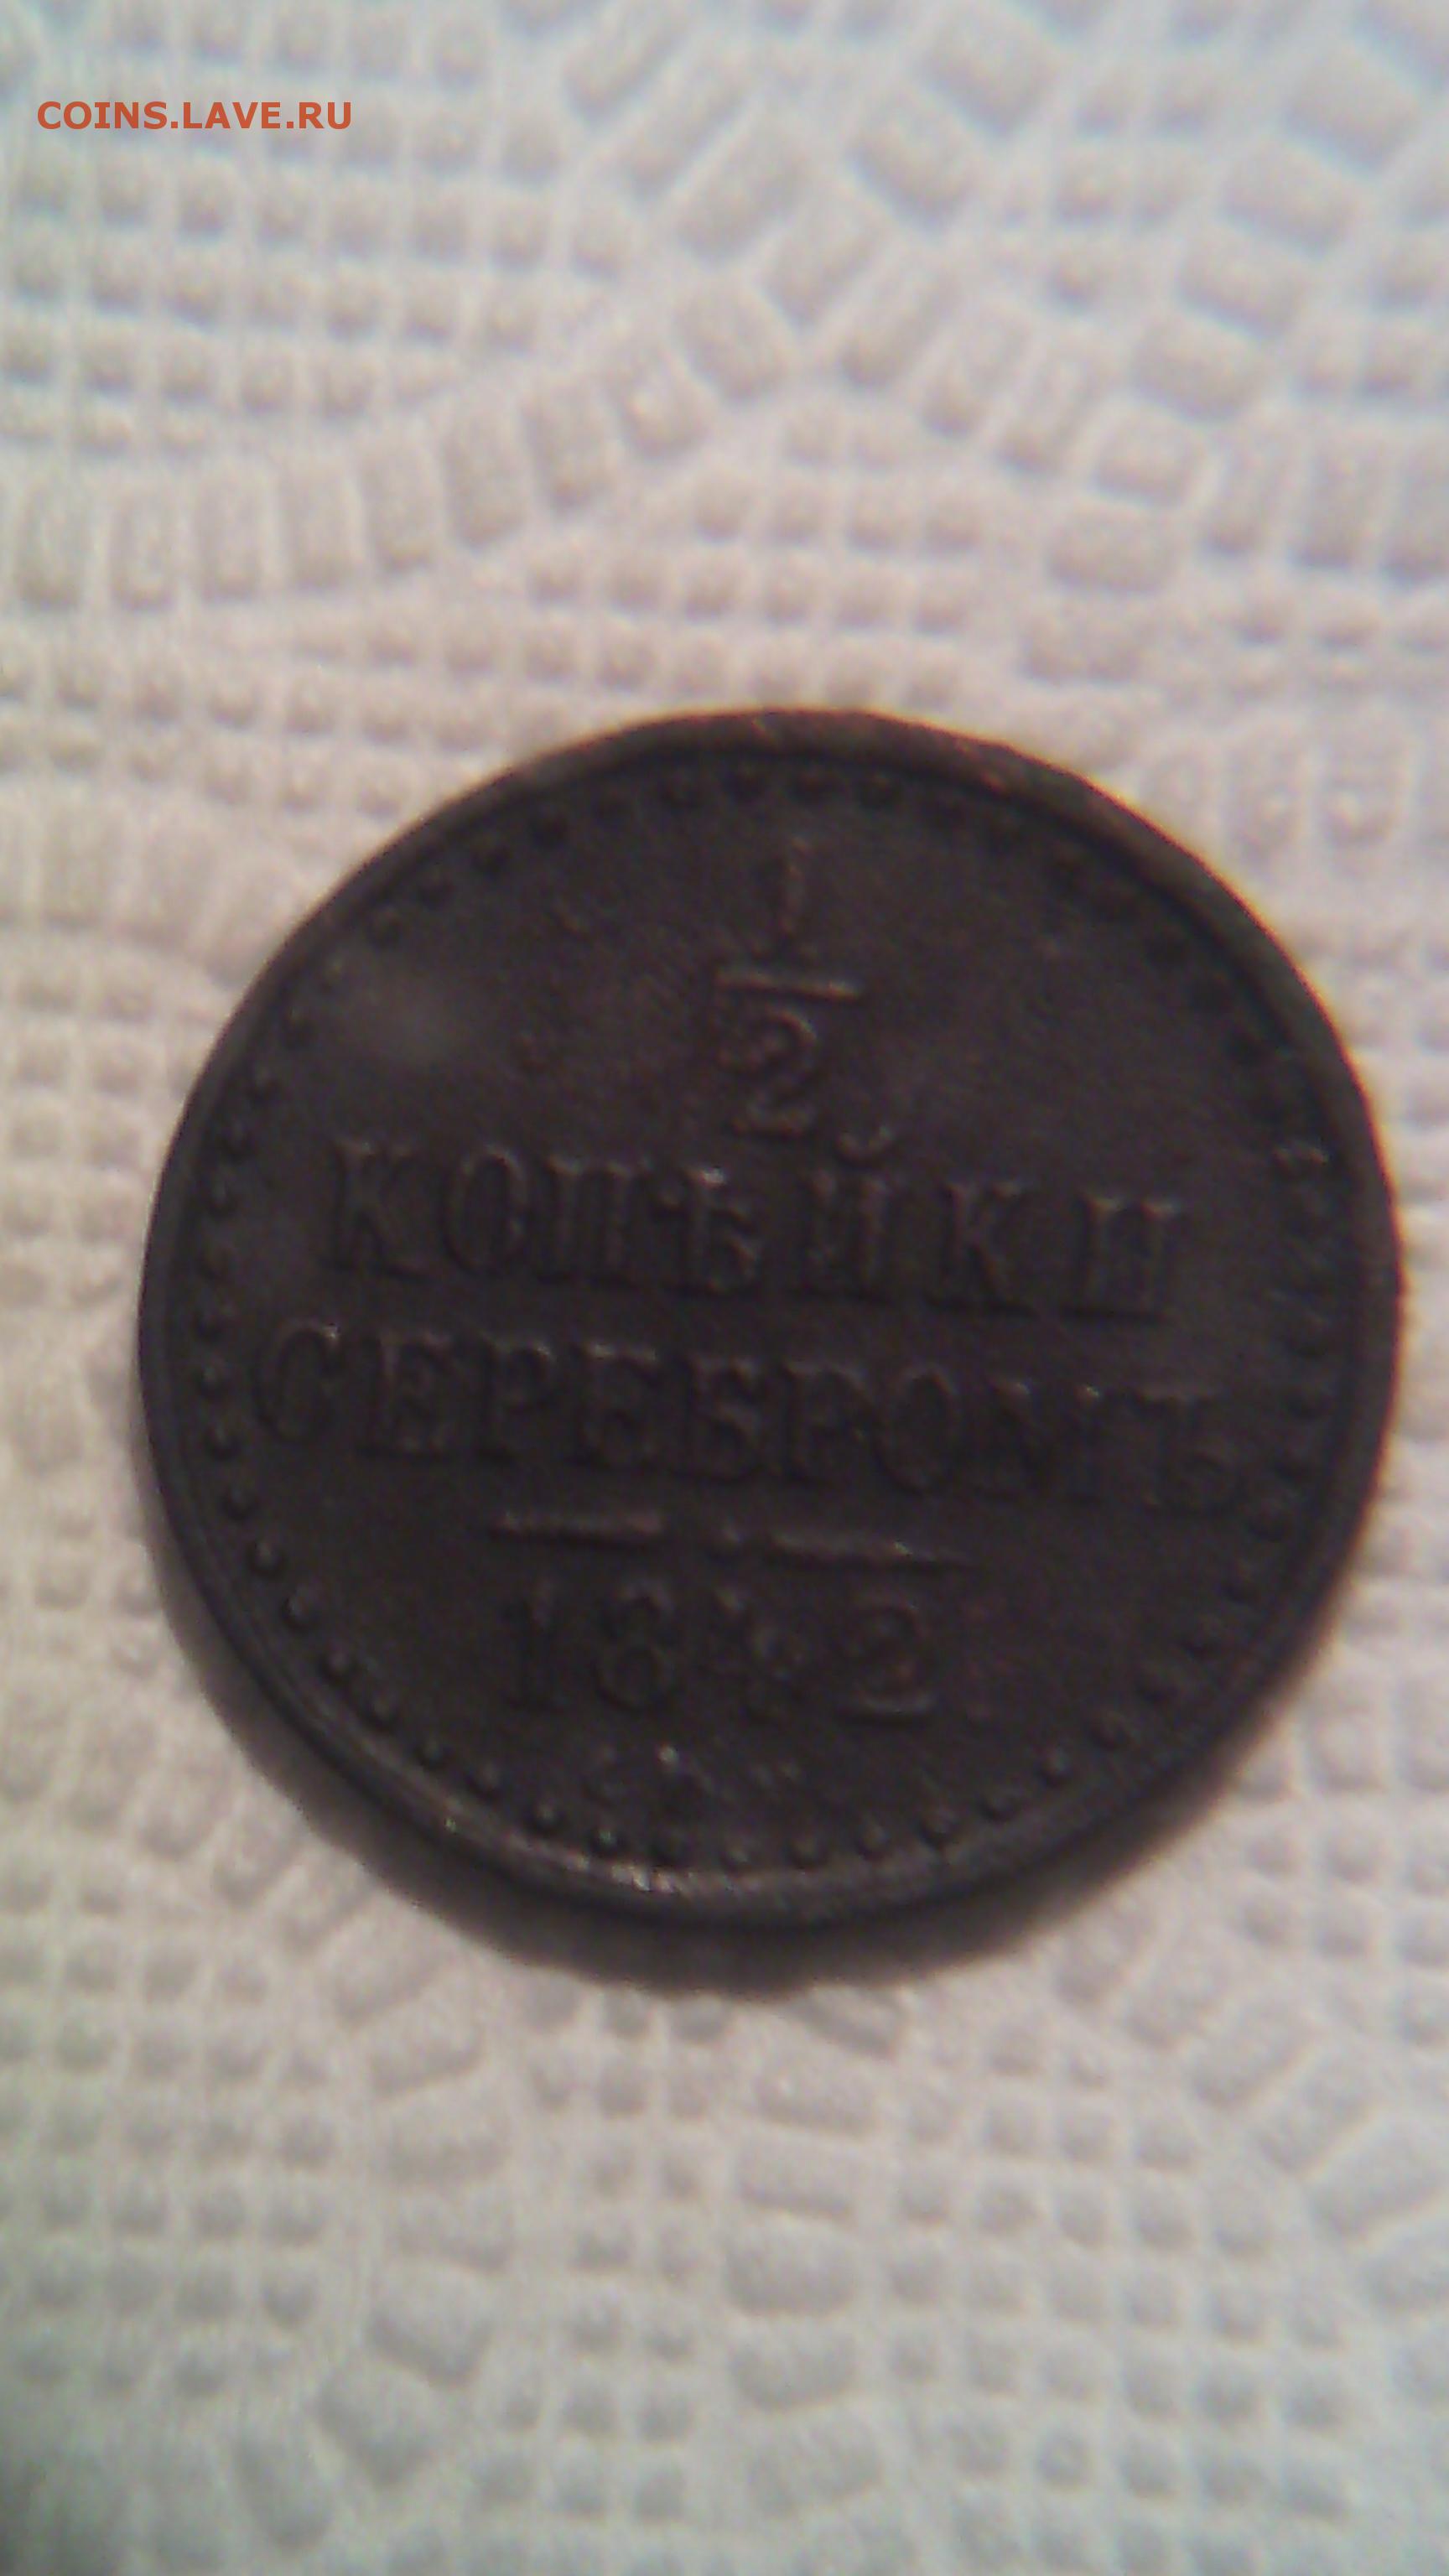 COINS.LAVE.RU
1
2
КОПѢЙКИ
СЕРЕБРОМЪ
1842